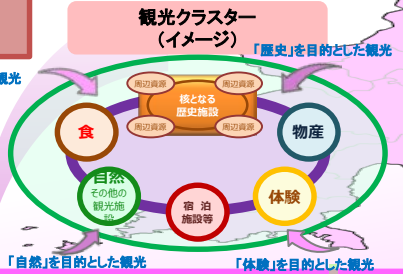 観光クラスター
（イメージ）
「歴史」を目的とした観光
観光
周辺資源
周辺資源
核となる
歴史施設
周辺資源
周辺資源
食
物産
自然
その他の
観光施
設
宿 泊
施設等
体験
「自然」を目的とした観光
「体験」を目的とした観光